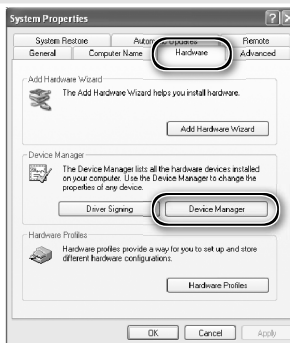 System Properties
System Restore
Automatic Updates
Remote
General
Computer Name
Hardware
Advanced
Add Hardware Wizard
The Add Hardware Wizard helps you install hardware.
Add Hardware Wizard
Device Manager
The Device Manager lists all the hardware devices installed
on your computer. Use the Device Manager to change the
properties of any device.
Driver Signing
Device Manager
Hardware Profiles
Hardware profiles provide a way for you to set up and store
different hardware configurations.
Hardware Profiles
OK
Cancel
Apply